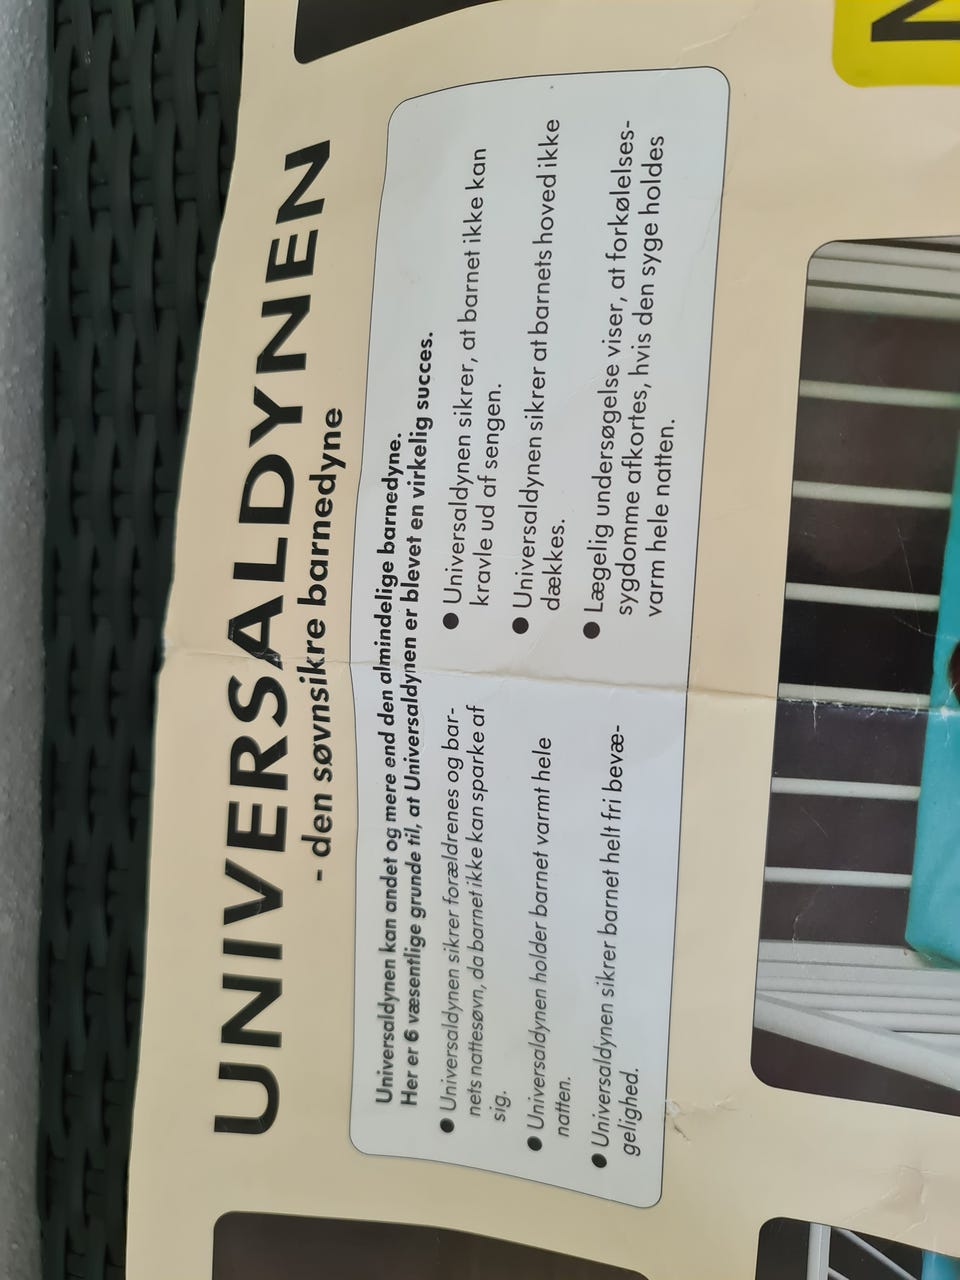 UNIVERSALDYNEN
- den søvnsikre barnedyne
Universaldynen kan andet og mere end den almindelige barnedyne.
Her er 6 væsentlige grunde til, at Universaldynen er blevet en virkelig succes.
● Universaldynen sikrer forældrenes og bar-
nets nattesøvn, da barnet ikke kan sparke af
sig.
● Universaldynen holder barnet varmt hele
natten.
● Universaldynen sikrer barnet helt fri bevæ-
gelighed.
● Universaldynen sikrer, at barnet ikke kan
kravle ud af sengen.
● Universaldynen sikrer at barnets hoved ikke
dækkes.
● Lægelig undersøgelse viser, at forkølelses-
sygdomme afkortes, hvis den syge holdes
varm hele natten.